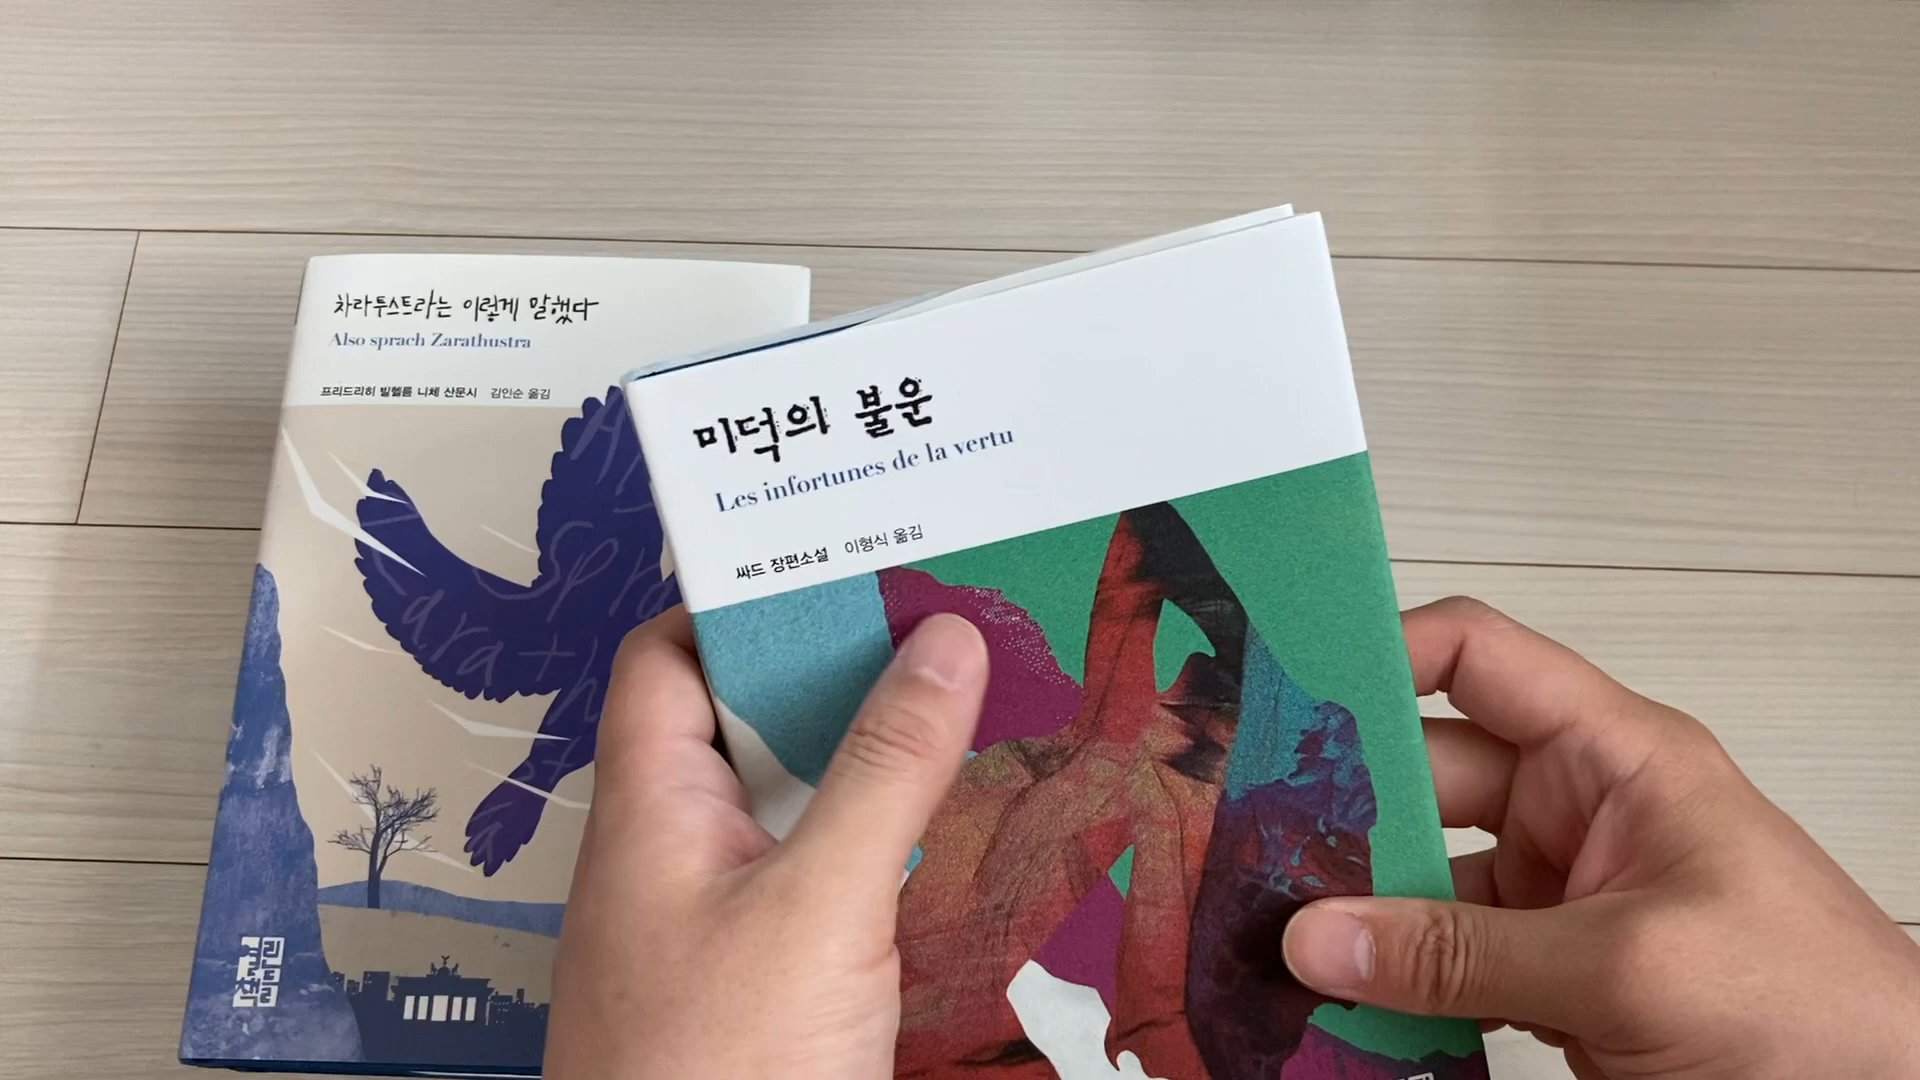 차라투스트라는 이렇게 말했다
Also sprach Zarathustra
프리드리히 빌헬름 니체 산문시 김인순 옮김
열린책들
미덕의 불운
Les infortunes de la vertu
싸드 장편소설 이형식 옮김